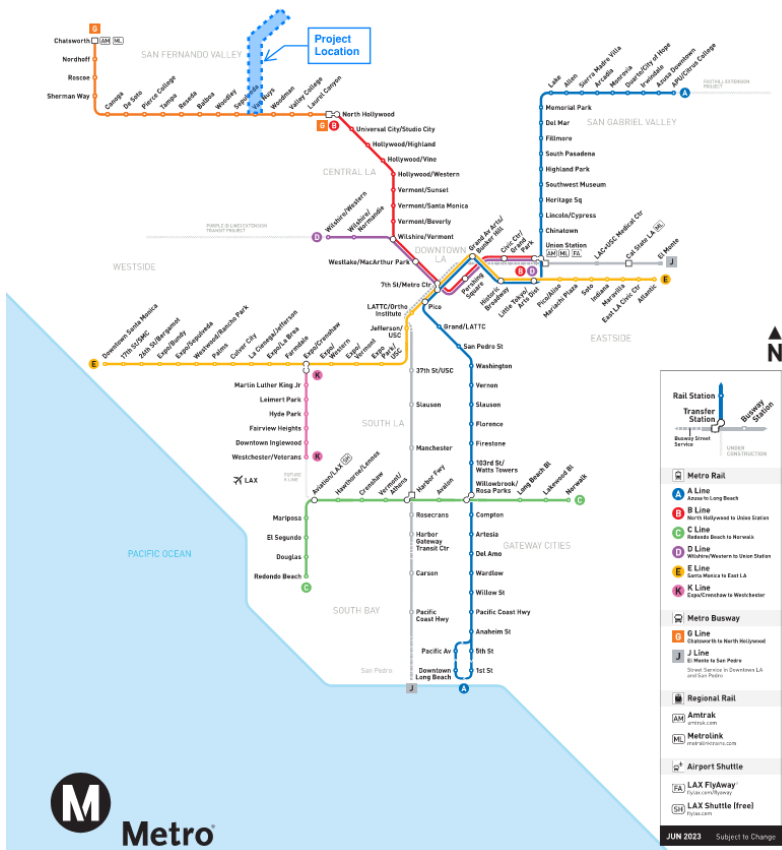 G
Chatsworth AM ML
Nordhoff
Roscoe
Sherman Way
SAN FERNANDO VALLEY
Project
Location
Canoga
De Soto
Pierce College
Tampa
Reseda
Balboa
Woodley
Sepulveda
Van Nuys
Woodman
Valley College
Laurel Canyon
North Hollywood
G B
Universal City/Studio City
Hollywood/Highland
Hollywood/Vine
CENTRAL LA
Hollywood/Western
Vermont/Sunset
Vermont/Santa Monica
Vermont/Beverly
Wilshire/Vermont
PURPLE (D LINE) EXTENSION
TRANSIT PROJECT
D
Wilshire/Western
Wilshire/
Normandie
Westlake/MacArthur Park
WESTSIDE
DOWNTOWN
LA
7th St/Metro Ctr
Pershing
Square
Grand Av Arts/
Bunker Hill
Civic Ctr/
Grand
Park
B D
Historic
Broadway
Little Tokyo/
Arts Dist
Lake
Allen
Sierra Madre Villa
Arcadia
Monrovia
Duarte/City of Hope
Irwindale
Azusa Downtown
APU/Citrus College
A
FOOTHILL EXTENSION
PROJECT
Memorial Park
SAN GABRIEL VALLEY
Del Mar
Fillmore
South Pasadena
Highland Park
Southwest Museum
Heritage Sq
Lincoln/Cypress
Chinatown
Union Station
AM ML FA
LAC+USC Medical Ctr
Cal State LA ML
El Monte
J
Pico/Aliso
Mariachi Plaza
Soto
Indiana
Maravilla
East LA Civic Ctr
Atlantic
E
EASTSIDE
LATTC/Ortho
Institute
Pico
Jefferson/
USC
Grand/LATTC
San Pedro St
Washington
Vernon
Slauson
Florence
Firestone
103rd St/
Watts Towers
Willowbrook/
Rosa Parks
E
Downtown Santa Monica
17th St/SMC
26th St/Bergamot
Expo/Bundy
Expo/Sepulveda
Westwood/Rancho Park
Palms
Culver City
La Cienega/Jefferson
Expo/La Brea
Farmdale
Expo/Crenshaw
Expo/
Western
Expo/
Vermont
Expo
Park/
USC
K
Martin Luther King Jr
Leimert Park
Hyde Park
Fairview Heights
Downtown Inglewood
Westchester/Veterans
K
37th St/USC
SOUTH LA
Slauson
Manchester
LAX
FUTURE
K LINE
Aviation/LAX SH
Hawthorne/Lennox
Crenshaw
Vermont/
Athens
Harbor Fwy
Avalon
Long Beach Bl
Lakewood Bl
Norwalk
C
Mariposa
El Segundo
Douglas
Redondo Beach
C
Rosecrans
Harbor
Gateway
Transit Ctr
Carson
Pacific
Coast Hwy
SOUTH BAY
San Pedro
J
Compton
GATEWAY CITIES
Artesia
Del Amo
Wardlow
Willow St
Pacific Coast Hwy
Anaheim St
Pacific Av
5th St
Downtown
Long Beach
1st St
A
PACIFIC OCEAN
N
Rail Station
Transfer
Station
Busway
Station
Busway Street
Service
UNDER
CONSTRUCTION
Metro Rail
A A Line
Azusa to Long Beach
B B Line
North Hollywood to Union Station
C C Line
Redondo Beach to Norwalk
D D Line
Wilshire/Western to Union Station
E E Line
Santa Monica to East LA
K K Line
Expo/Crenshaw to Westchester
Metro Busway
G G Line
Chatsworth to North Hollywood
J J Line
El Monte to San Pedro
Street Service in Downtown LA
and San Pedro
Regional Rail
AM Amtrak
amtrak.com
ML Metrolink
metrolinktrains.com
Airport Shuttle
FA LAX FlyAway
flylax.com/flyaway
SH LAX Shuttle (free)
flylax.com
JUN 2023 Subject to Change
M
Metro